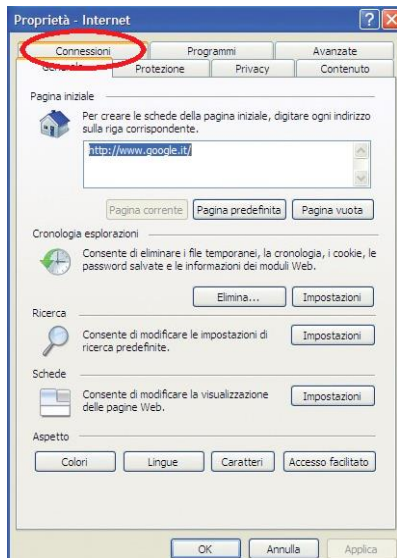 Proprietà - Internet
Connessioni Programmi Avanzate
Generale Protezione Privacy Contenuto
Pagina iniziale
Per creare le schede della pagina iniziale, digitare ogni indirizzo
sulla riga corrispondente.
http://www.google.it/
Pagina corrente Pagina predefinita Pagina vuota
Cronologia esplorazioni
Consente di eliminare i file temporanei, la cronologia, i cookie, le
password salvate e le informazioni dei moduli Web.
Elimina... Impostazioni
Ricerca
Consente di modificare le impostazioni di
ricerca predefinite.
Impostazioni
Schede
Consente di modificare la visualizzazione
delle pagine Web.
Impostazioni
Aspetto
Colori Lingue Caratteri Accesso facilitato
OK Annulla Applica